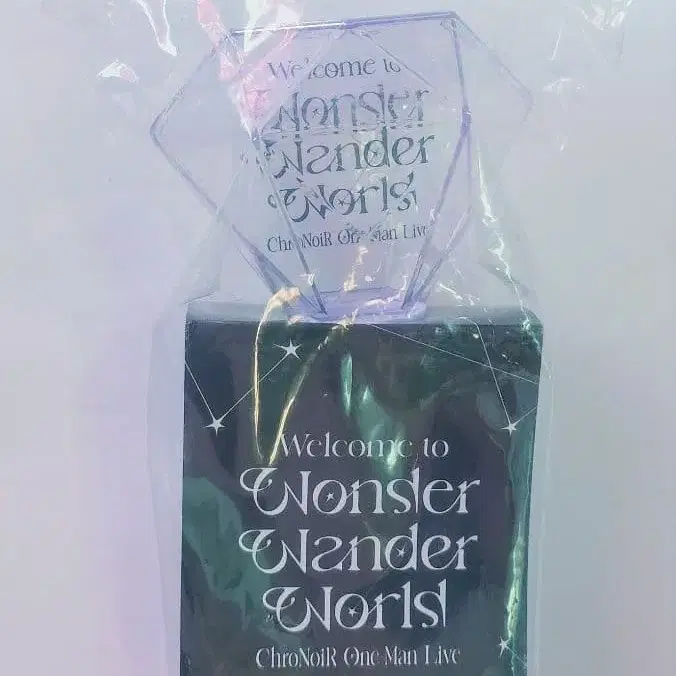 Welcome to
Wonder
Wander
World
ChroNoiR One Man Live
Welcome to
Wonder
Wander
World
ChroNoiR One Man Live